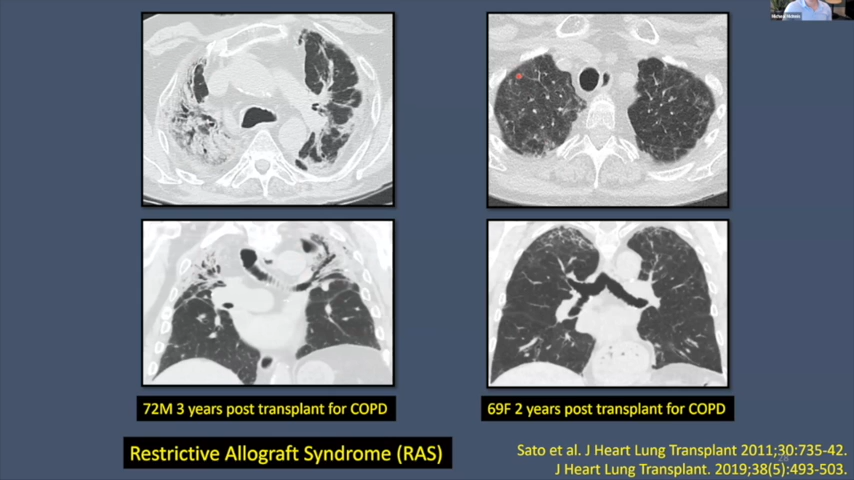 72M 3 years post transplant for COPD
69F 2 years post transplant for COPD
Restrictive Allograft Syndrome (RAS)
Sato et al. J Heart Lung Transplant 2011;30:735-42.
J Heart Lung Transplant. 2019;38(5):493-503.